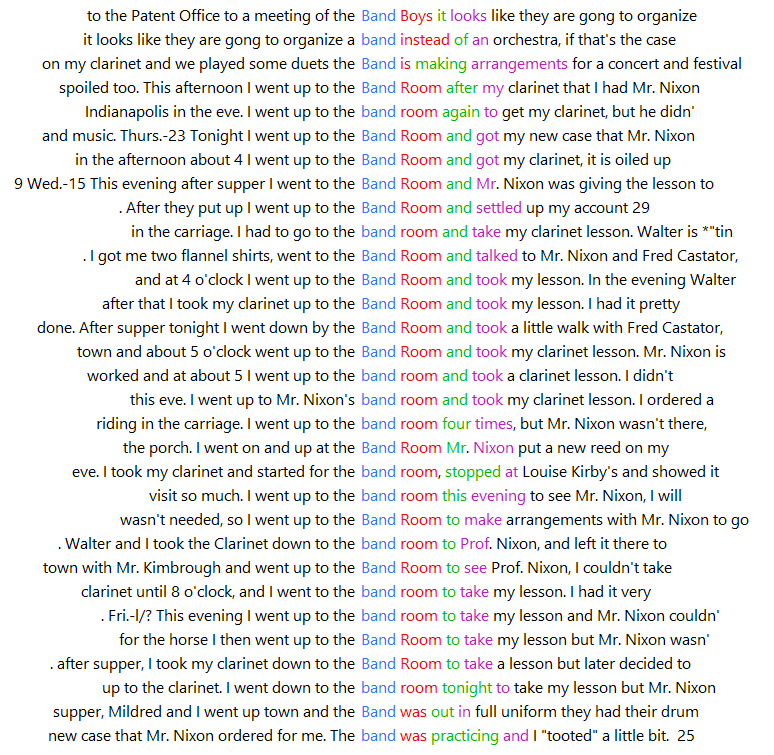 to the Patent Office to a meeting of the Band Boys it looks like they are gong to organize
it looks like they are gong to organize a band instead of an orchestra, if that's the case
on my clarinet and we played some duets the Band is making arrangements for a concert and festival
spoiled too. This afternoon I went up to the Band Room after my clarinet that I had Mr. Nixon
Indianapolis in the eve. I went up to the band room again to get my clarinet, but he didn'
and music. Thurs.-23 Tonight I went up to the Band Room and got my new case that Mr. Nixon
in the afternoon about 4 I went up to the Band Room and got my clarinet, it is oiled up
9 Wed.-15 This evening after supper I went to the Band Room and Mr. Nixon was giving the lesson to
. After they put up I went up to the Band Room and settled up my account 29
in the carriage. I had to go to the band room and take my clarinet lesson. Walter is *"tin
. I got me two flannel shirts, went to the Band Room and talked to Mr. Nixon and Fred Castator,
and at 4 o'clock I went up to the Band Room and took my lesson. In the evening Walter
after that I took my clarinet up to the Band Room and took my lesson. I had it pretty
done. After supper tonight I went down by the Band Room and took a little walk with Fred Castator,
town and about 5 o'clock went up to the Band Room and took my clarinet lesson. Mr. Nixon is
worked and at about 5 I went up to the band room and took a clarinet lesson. I didn't
this eve. I went up to Mr. Nixon's band room and took my clarinet lesson. I ordered a
riding in the carriage. I went up to the band room four times, but Mr. Nixon wasn't there,
the porch. I went on and up at the Band Room Mr. Nixon put a new reed on my
eve. I took my clarinet and started for the band room, stopped at Louise Kirby's and showed it
visit so much. I went up to the band room this evening to see Mr. Nixon, I will
wasn't needed, so I went up to the Band Room to make arrangements with Mr. Nixon to go
. Walter and I took the Clarinet down to the band room to Prof. Nixon, and left it there to
town with Mr. Kimbrough and went up to the Band Room to see Prof. Nixon, I couldn't take
clarinet until 8 o'clock, and I went to the band room to take my lesson. I had it very
. Fri.-l/? This evening I went up to the band room to take my lesson and Mr. Nixon couldn'
for the horse I then went up to the Band Room to take my lesson but Mr. Nixon wasn'
. after supper, I took my clarinet down to the Band Room to take a lesson but later decided to
up to the clarinet. I went down to the band room tonight to take my lesson but Mr. Nixon
supper, Mildred and I went up town and the Band was out in full uniform they had their drum
new case that Mr. Nixon ordered for me. The band was practicing and I "tooted" a little bit. 25